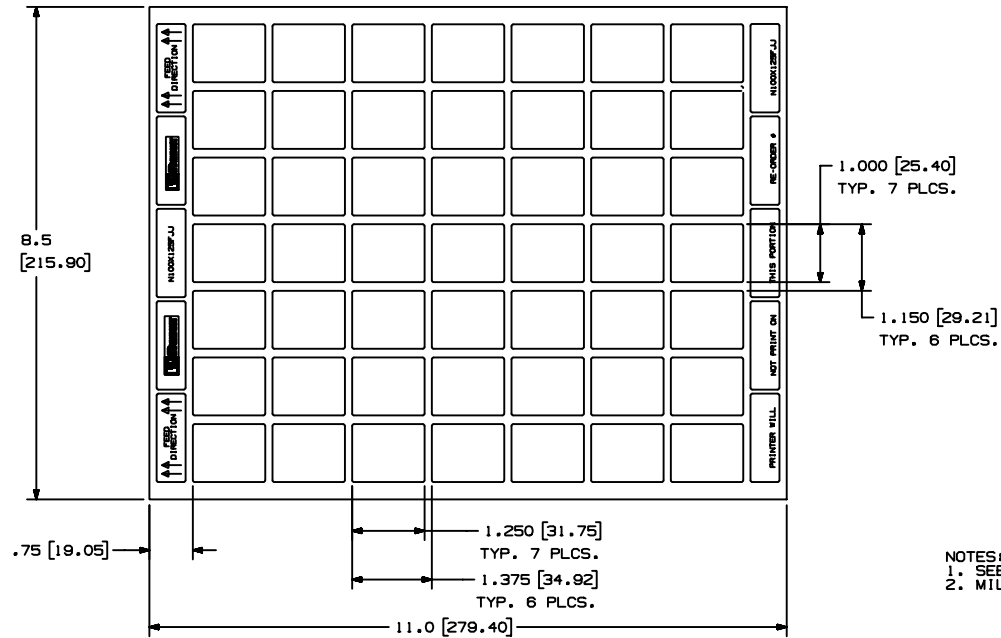 FEED
DIRECTION
N100X125FJJ
FEED
DIRECTION
N100X125FJJ
RE-ORDER #
THIS PORTION
NOT PRINT ON
PRINTER WILL
8.5
[215.90]
1.000 [25.40]
TYP. 7 PLCS.
1.150 [29.21]
TYP. 6 PLCS.
.75 [19.05]
1.250 [31.75]
TYP. 7 PLCS.
1.375 [34.92]
TYP. 6 PLCS.
11.0 [279.40]
NOTES:
1. SEE
2. MIL